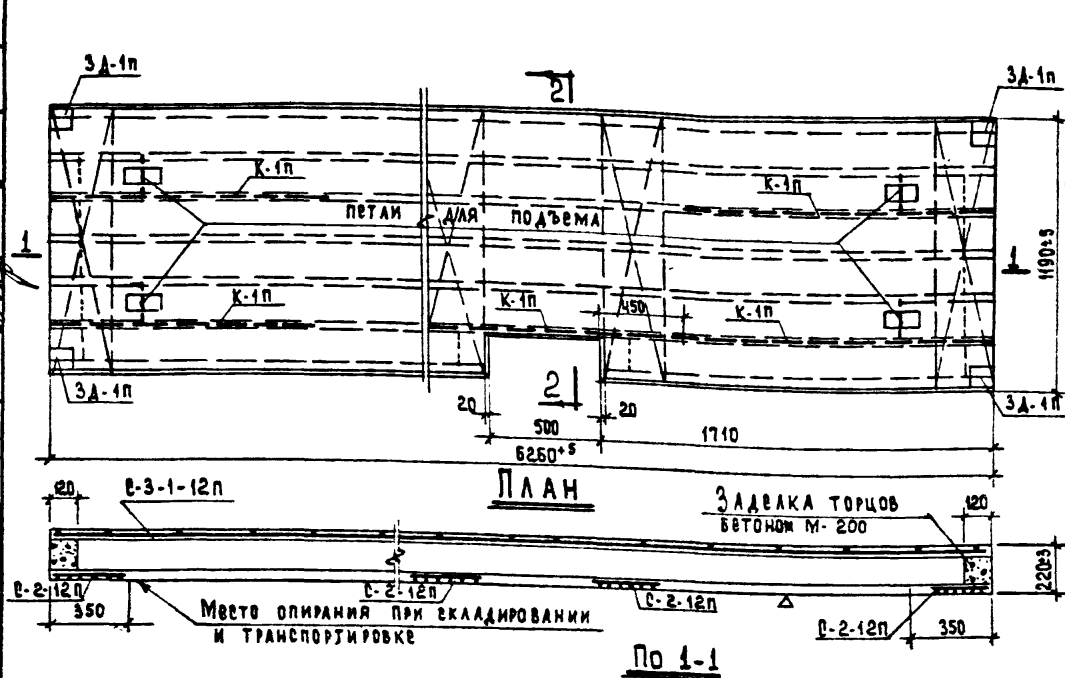 ЗД-1п
2
ЗД-1п
К-1П
К-1П
ПЕТЛИ ДЛЯ ПОДЪЕМА
1
1
1190±5
К-1П
К-1П
450
К-1П
ЗД-1П
2
ЗД-1П
20
20
500
1710
6260+5
ПЛАН
120
С-3-1-12П
ЗАДЕЛКА ТОРЦОВ
БЕТОНОМ М-200
120
220±3
С-2-12П
С-2-12П
С-2-12П
С-2-12П
350
МЕСТО ОПИРАНИЯ ПРИ СКЛАДИРОВАНИИ
И ТРАНСПОРТИРОВКЕ
350
По 1-1